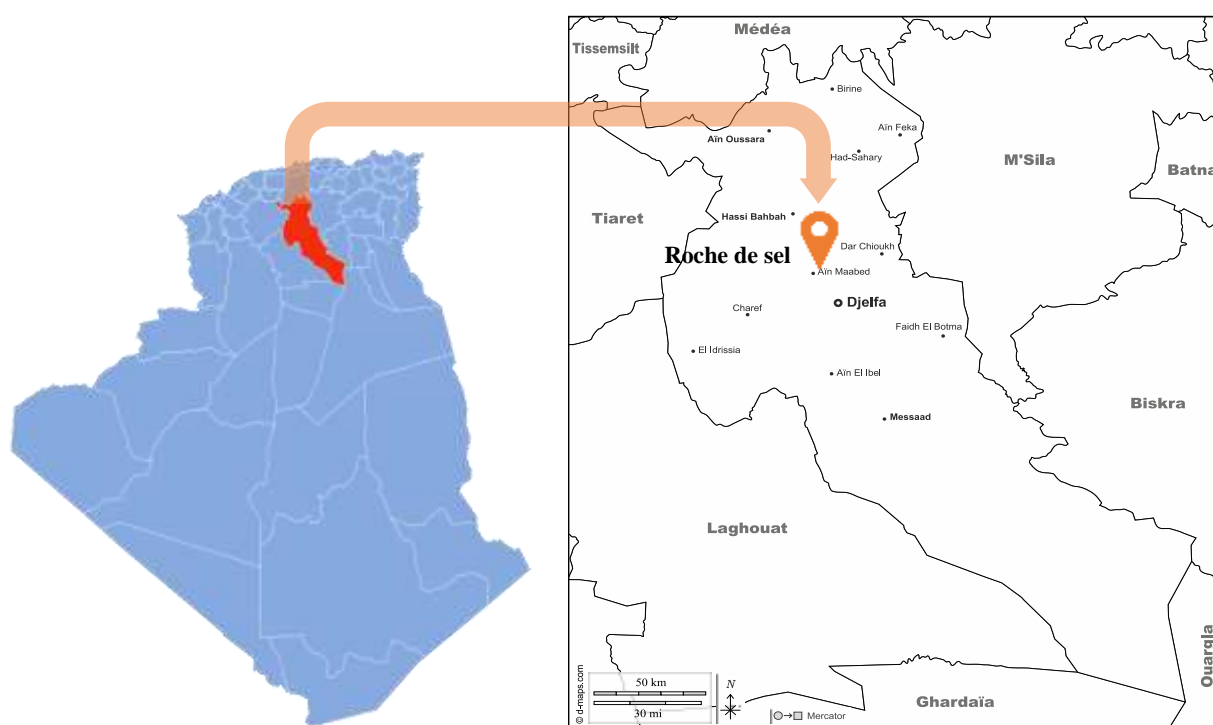 Médéa
Tissemsilt
Birine
Aïn Feka
Aïn Oussara
Had-Sahary
M'Sila
Batna
Tiaret
Hassi Bahbah
Roche de sel
Dar Chioukh
Aïn Maabed
Djelfa
Charef
Faidh El Botma
El Idrissia
Aïn El Ibel
Biskra
Messaad
Laghouat
Ouargla
© d-maps.com
50 km
30 mi
N
Mercator
Ghardaïa